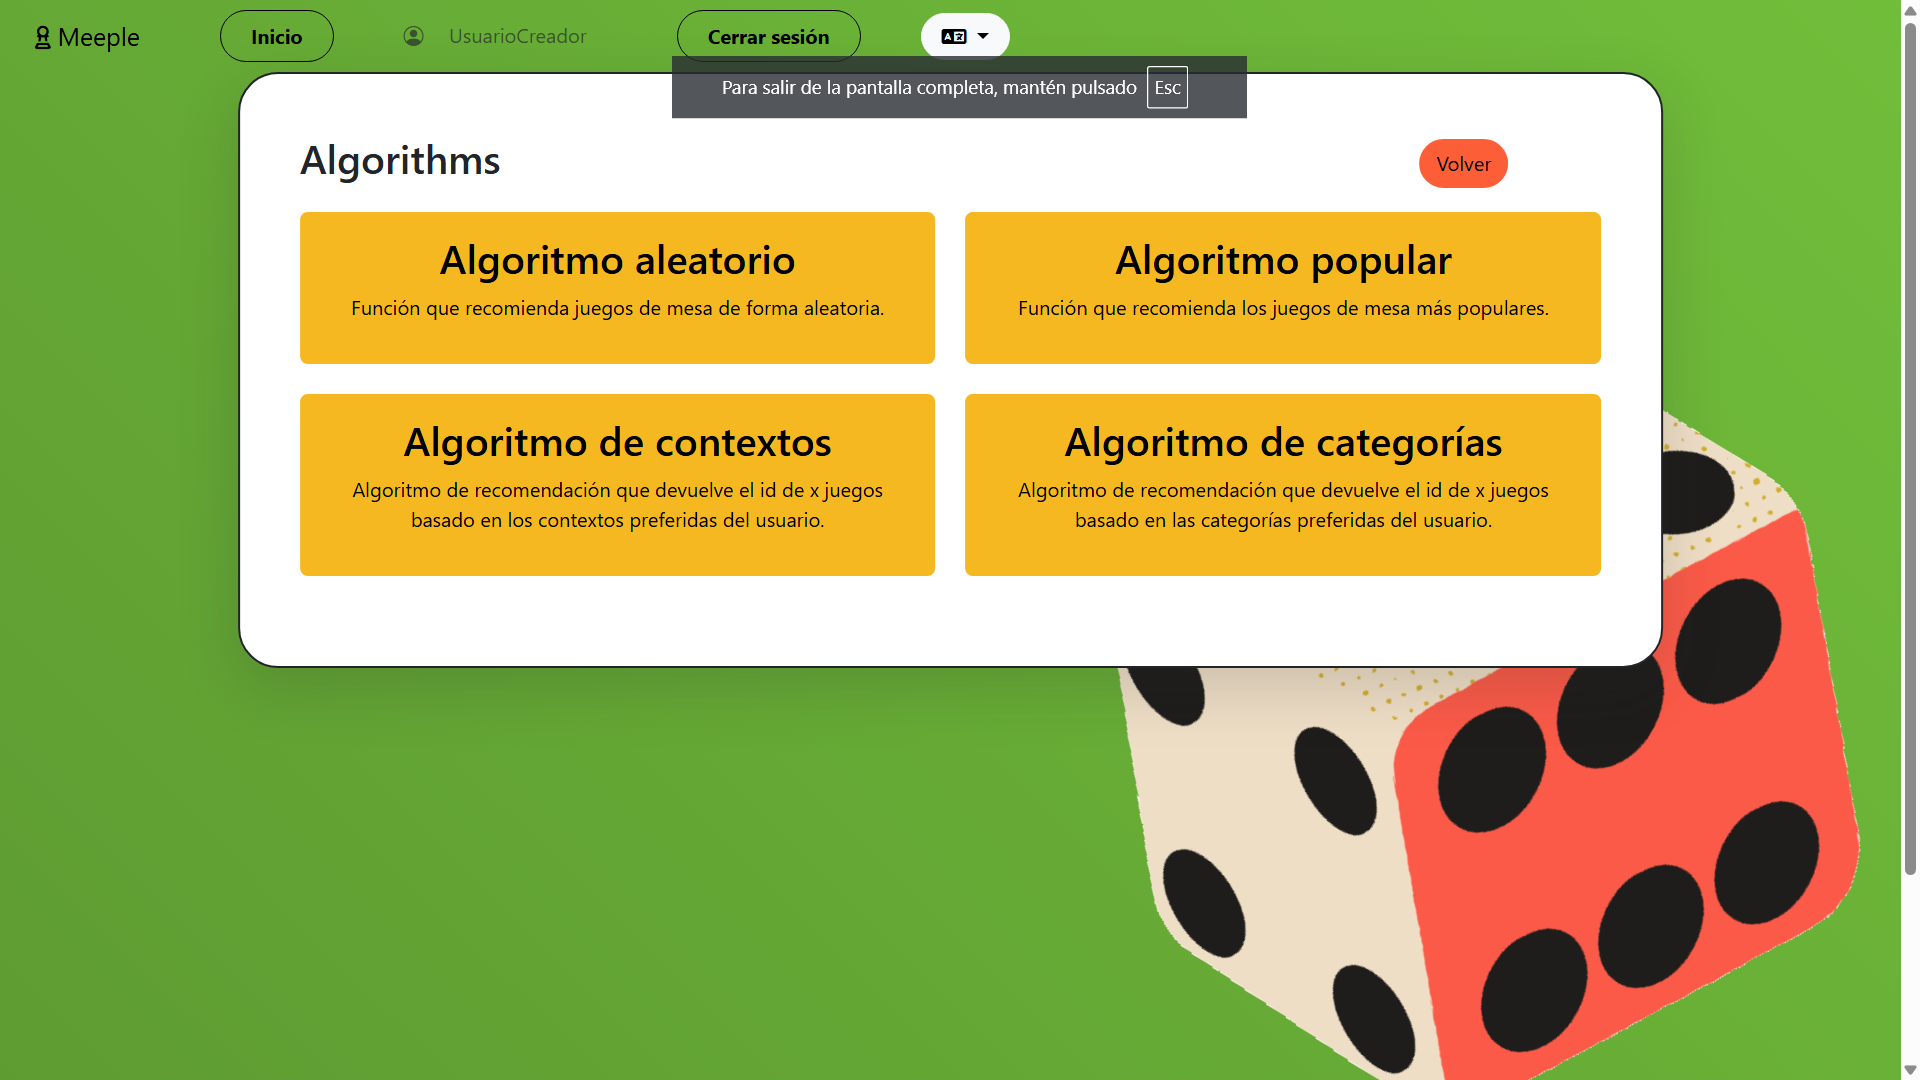 Meeple
Inicio
UsuarioCreador
Cerrar sesión
Para salir de la pantalla completa, mantén pulsado Esc
Algorithms
Volver
Algoritmo aleatorio
Función que recomienda juegos de mesa de forma aleatoria.
Algoritmo popular
Función que recomienda los juegos de mesa más populares.
Algoritmo de contextos
Algoritmo de recomendación que devuelve el id de x juegos
basado en los contextos preferidas del usuario.
Algoritmo de categorías
Algoritmo de recomendación que devuelve el id de x juegos
basado en las categorías preferidas del usuario.